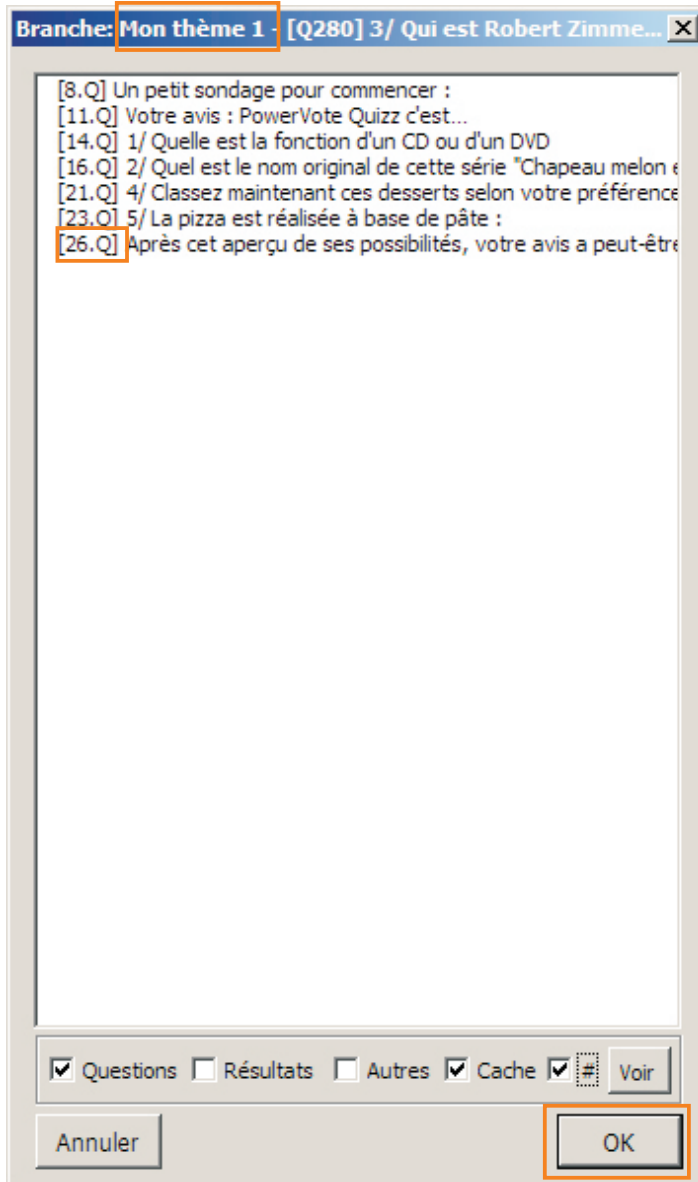 Branche: Mon thème 1 - [Q280] 3/ Qui est Robert Zimme...
[8.Q] Un petit sondage pour commencer :
[11.Q] Votre avis : PowerVote Quizz c'est...
[14.Q] 1/ Quelle est la fonction d'un CD ou d'un DVD
[16.Q] 2/ Quel est le nom original de cette série "Chapeau melon e
[21.Q] 4/ Classez maintenant ces desserts selon votre préférence
[23.Q] 5/ La pizza est réalisée à base de pâte :
[26.Q] Après cet aperçu de ses possibilités, votre avis a peut-être
Questions Résultats Autres Cache # Voir
Annuler OK